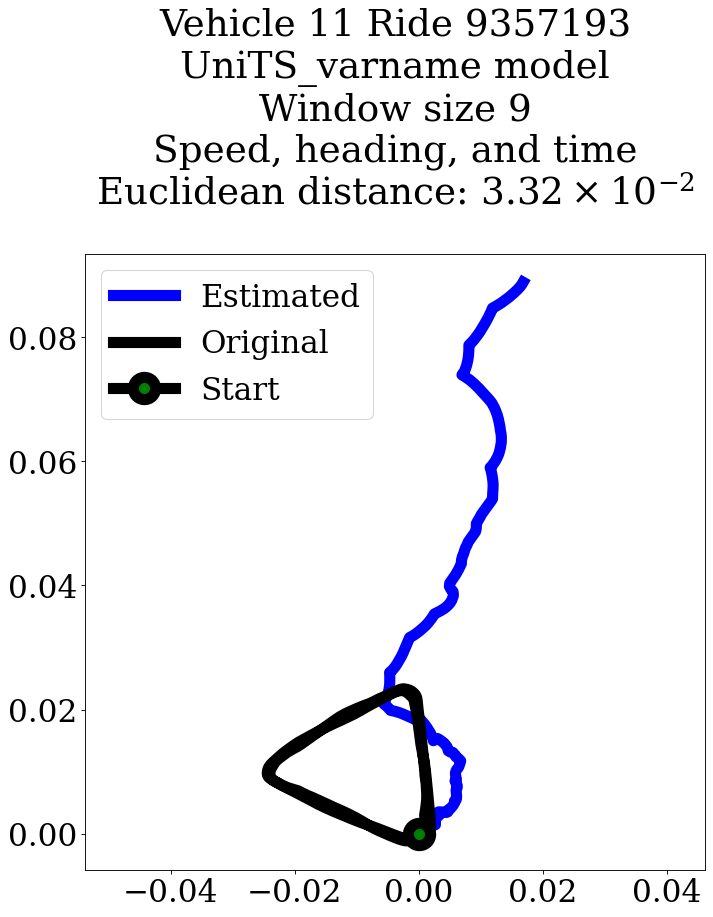 Vehicle 11 Ride 9357193
UniTS_varname model
Window size 9
Speed, heading, and time
Euclidean distance: 3.32 × 10⁻²
Estimated
Original
Start
0.08
0.06
0.04
0.02
0.00
−0.04 −0.02 0.00 0.02 0.04